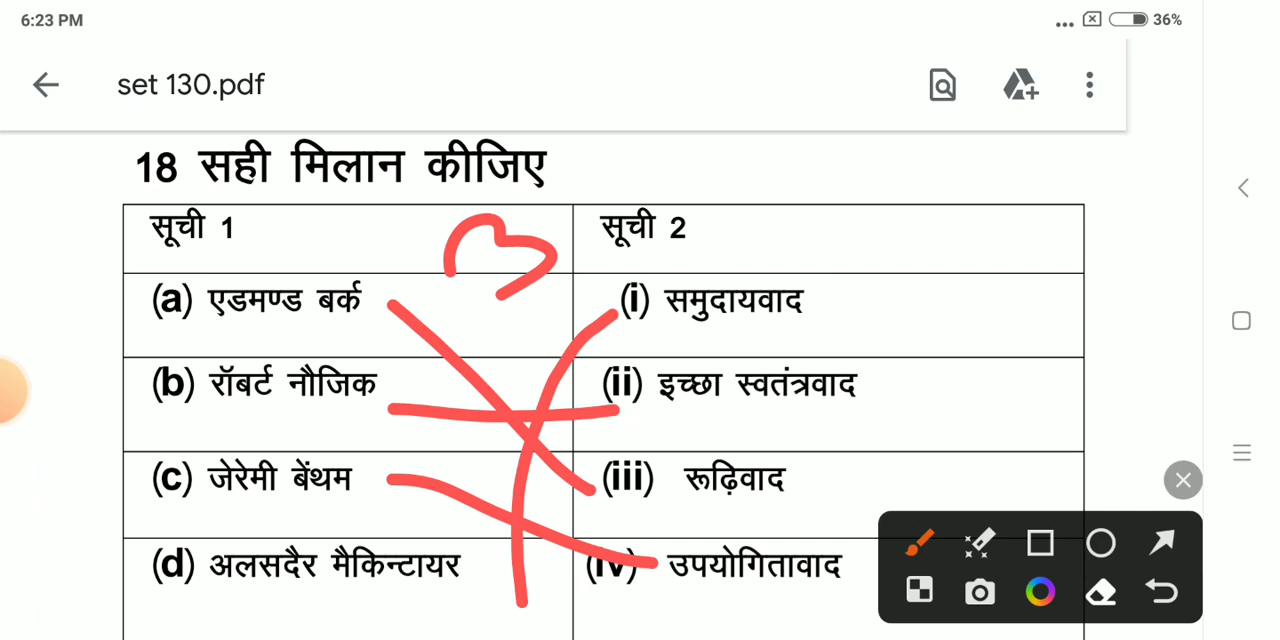 6:23 PM
36%
set 130.pdf
18 सही मिलान कीजिए
सूची 1 सूची 2
(a) एडमण्ड बर्क (i) समुदायवाद
(b) रॉबर्ट नौजिक (ii) इच्छा स्वतंत्रवाद
(c) जेरेमी बेंथम (iii) रूढ़िवाद
(d) अलसदैर मैकिन्टायर (iv) उपयोगितावाद